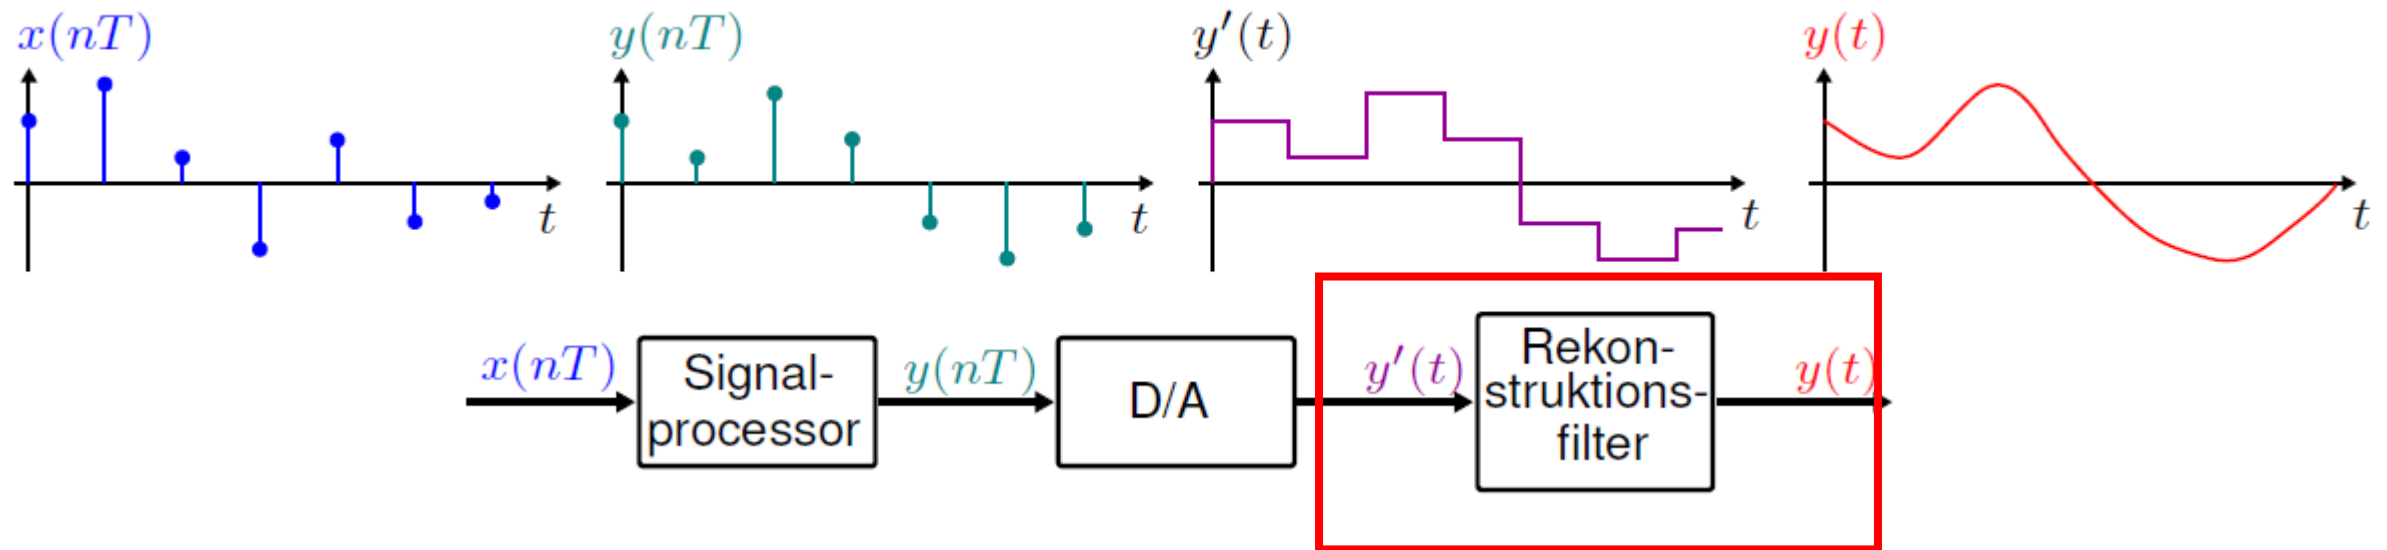 x(nT)
y(nT)
y′(t)
y(t)
t
t
t
t
x(nT)
Signal-
processor
y(nT)
D/A
y′(t)
Rekon-
struktions-
filter
y(t)